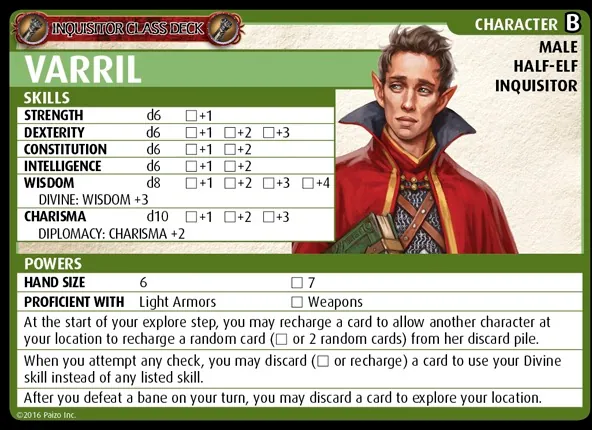 INQUISITOR CLASS DECK
CHARACTER B
VARRIL
MALE
HALF-ELF
INQUISITOR
SKILLS
STRENGTH d6 ☐+1
DEXTERITY d6 ☐+1 ☐+2 ☐+3
CONSTITUTION d6 ☐+1 ☐+2
INTELLIGENCE d6 ☐+1 ☐+2
WISDOM d8 ☐+1 ☐+2 ☐+3 ☐+4
DIVINE: WISDOM +3
CHARISMA d10 ☐+1 ☐+2 ☐+3
DIPLOMACY: CHARISMA +2
POWERS
HAND SIZE 6 ☐ 7
PROFICIENT WITH Light Armors ☐ Weapons
At the start of your explore step, you may recharge a card to allow another character at
your location to recharge a random card (☐ or 2 random cards) from her discard pile.
When you attempt any check, you may discard (☐ or recharge) a card to use your Divine
skill instead of any listed skill.
After you defeat a bane on your turn, you may discard a card to explore your location.
©2016 Paizo Inc.